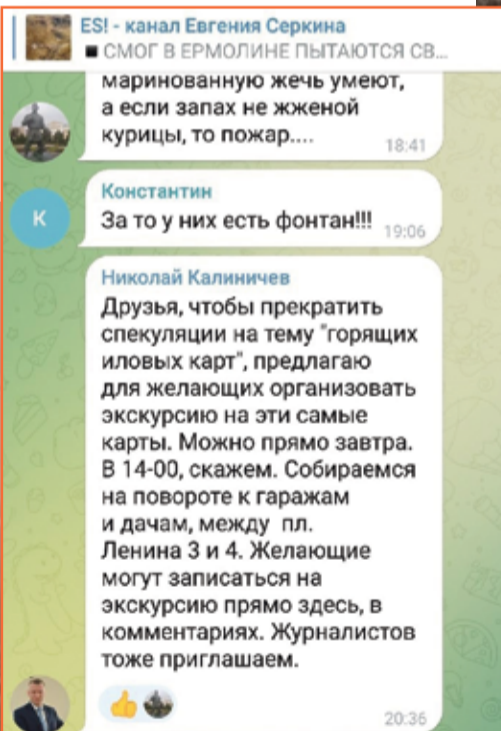 ES! - канал Евгения Серкина
■ СМОГ В ЕРМОЛИНЕ ПЫТАЮТСЯ СВ...
маринованную жечь умеют,
а если запах не жженой
курицы, то пожар....
18:41
К
Константин
За то у них есть фонтан!!!
19:06
Николай Калиничев
Друзья, чтобы прекратить
спекуляции на тему "горящих
иловых карт", предлагаю
для желающих организовать
экскурсию на эти самые
карты. Можно прямо завтра.
В 14-00, скажем. Собираемся
на повороте к гаражам
и дачам, между пл.
Ленина 3 и 4. Желающие
могут записаться на
экскурсию прямо здесь, в
комментариях. Журналистов
тоже приглашаем.
20:36